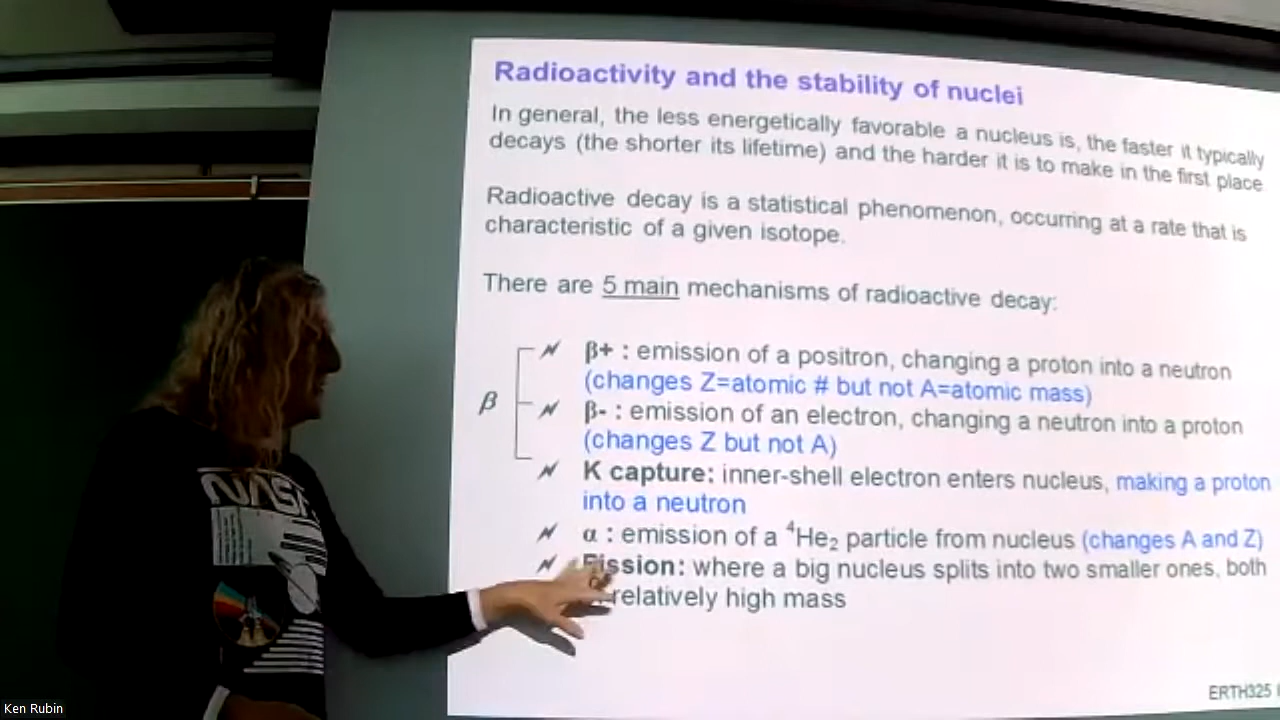 Radioactivity and the stability of nuclei
In general, the less energetically favorable a nucleus is, the faster it typically
decays (the shorter its lifetime) and the harder it is to make in the first place
Radioactive decay is a statistical phenomenon, occurring at a rate that is
characteristic of a given isotope.
There are 5 main mechanisms of radioactive decay:
β+ : emission of a positron, changing a proton into a neutron
(changes Z=atomic # but not A=atomic mass)
β
β- : emission of an electron, changing a neutron into a proton
(changes Z but not A)
K capture: inner-shell electron enters nucleus, making a proton
into a neutron
α : emission of a ⁴He₂ particle from nucleus (changes A and Z)
Fission: where a big nucleus splits into two smaller ones, both
relatively high mass
NASA
ERTH325
Ken Rubin